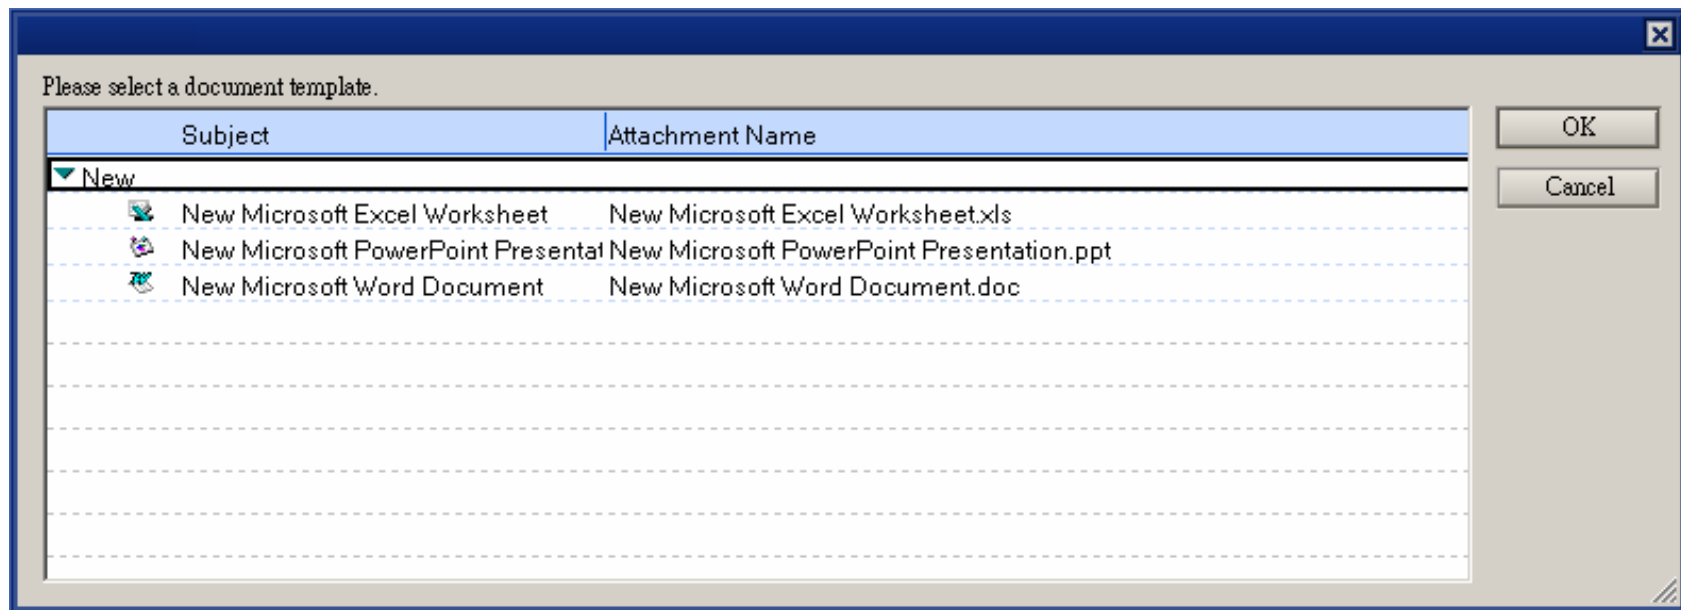 Please select a document template.
Subject Attachment Name OK
New Cancel
New Microsoft Excel Worksheet New Microsoft Excel Worksheet.xls
New Microsoft PowerPoint Presentat New Microsoft PowerPoint Presentation.ppt
New Microsoft Word Document New Microsoft Word Document.doc